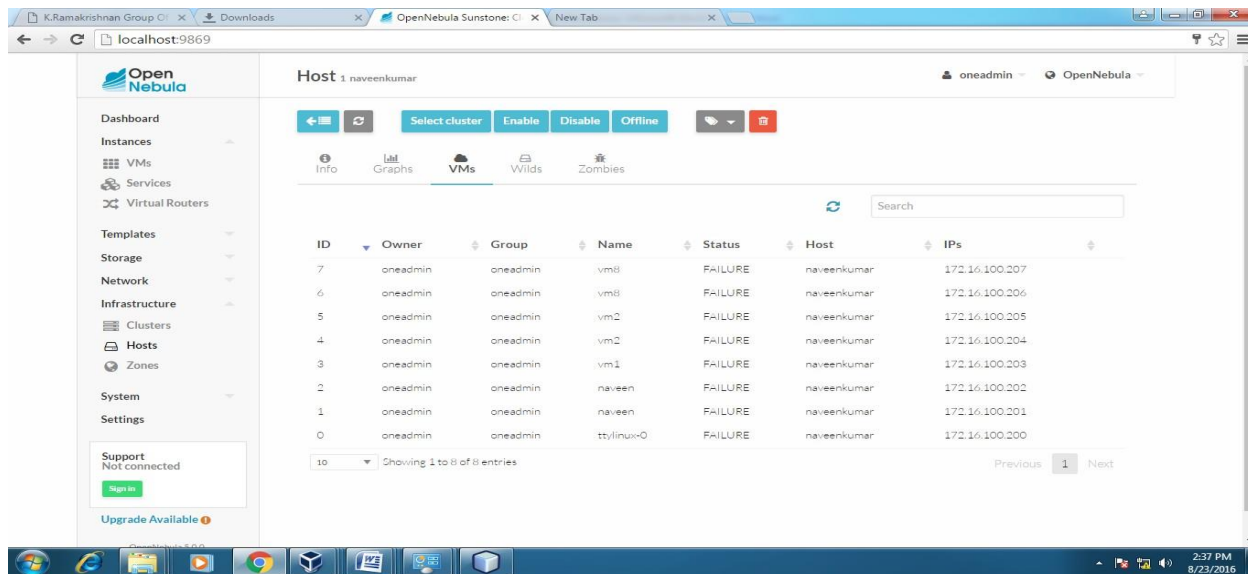 K.Ramakrishnan Group Of
Downloads
OpenNebula Sunstone: Cl
New Tab
localhost:9869
Open
Nebula
Host 1 naveenkumar
oneadmin
OpenNebula
Dashboard
Instances
VMs
Services
Virtual Routers
Templates
Storage
Network
Infrastructure
Clusters
Hosts
Zones
System
Settings
Support
Not connected
Sign in
Upgrade Available
OpenNebula 5.0.0
Select cluster Enable Disable Offline
Info Graphs VMs Wilds Zombies
Search
ID Owner Group Name Status Host IPs
7 oneadmin oneadmin vm8 FAILURE naveenkumar 172.16.100.207
6 oneadmin oneadmin vm8 FAILURE naveenkumar 172.16.100.206
5 oneadmin oneadmin vm2 FAILURE naveenkumar 172.16.100.205
4 oneadmin oneadmin vm2 FAILURE naveenkumar 172.16.100.204
3 oneadmin oneadmin vm1 FAILURE naveenkumar 172.16.100.203
2 oneadmin oneadmin naveen FAILURE naveenkumar 172.16.100.202
1 oneadmin oneadmin naveen FAILURE naveenkumar 172.16.100.201
0 oneadmin oneadmin ttylinux-0 FAILURE naveenkumar 172.16.100.200
10 Showing 1 to 8 of 8 entries
Previous 1 Next
2:37 PM
8/23/2016